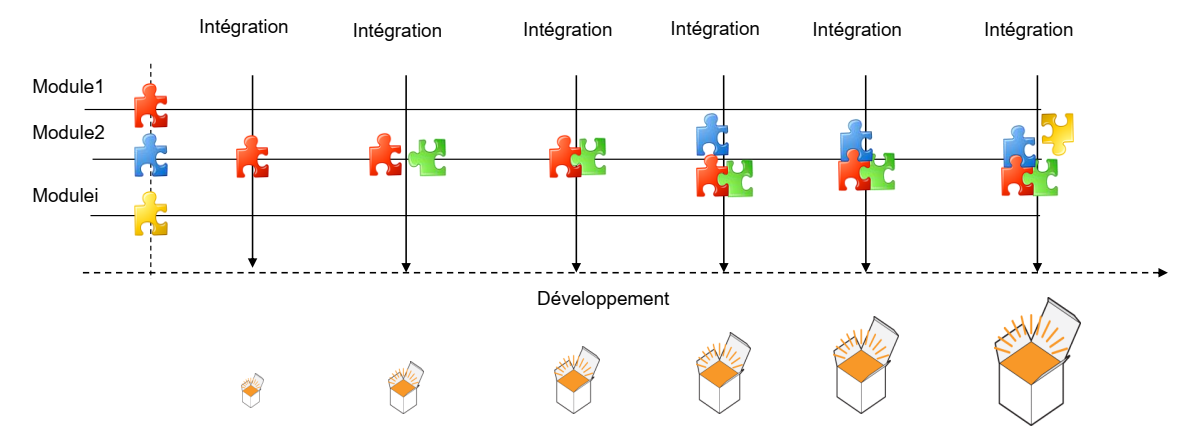 Intégration
Intégration
Intégration
Intégration
Intégration
Intégration
Module1
Module2
Modulei
Développement